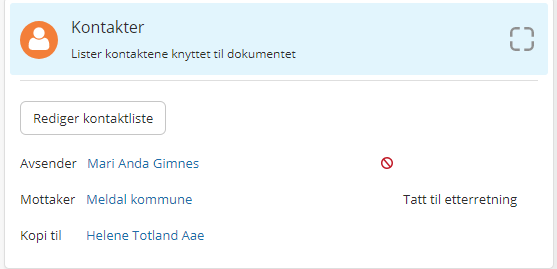 Kontakter
Lister kontaktene knyttet til dokumentet
Rediger kontaktliste
Avsender Mari Anda Gimnes
Mottaker Meldal kommune Tatt til etterretning
Kopi til Helene Totland Aae